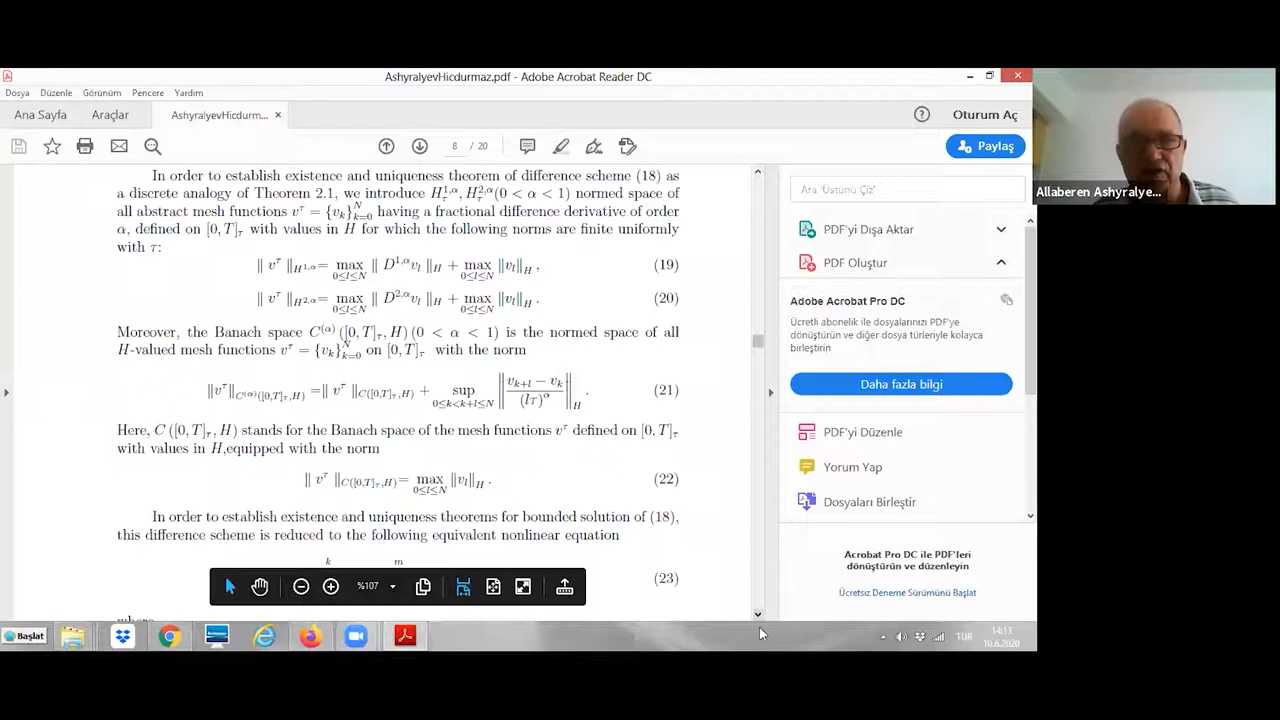 AshyralyevHicdurmaz.pdf - Adobe Acrobat Reader DC
Dosya Düzenle Görünüm Pencere Yardım
Ana Sayfa Araçlar AshyralyevHicdurm... × Oturum Aç
8 / 20 Paylaş
In order to establish existence and uniqueness theorem of difference scheme (18) as
a discrete analogy of Theorem 2.1, we introduce H_τ^{1,α}, H_τ^{2,α}(0 < α < 1) normed space of
all abstract mesh functions v^τ = {v_k}_{k=0}^N having a fractional difference derivative of order
α, defined on [0, T]_τ with values in H for which the following norms are finite uniformly
with τ:
‖ v^τ ‖_{H^{1,α}} = max_{0≤l≤N} ‖ D^{1,α}v_l ‖_H + max_{0≤l≤N} ‖v_l‖_H , (19)
‖ v^τ ‖_{H^{2,α}} = max_{0≤l≤N} ‖ D^{2,α}v_l ‖_H + max_{0≤l≤N} ‖v_l‖_H . (20)
Moreover, the Banach space C^{(α)} ([0, T]_τ, H) (0 < α < 1) is the normed space of all
H-valued mesh functions v^τ = {v_k}_{k=0}^N on [0, T]_τ with the norm
‖v^τ‖_{C^{(α)}([0,T]_τ,H)} = ‖ v^τ ‖_{C([0,T]_τ,H)} + sup_{0≤k<k+l≤N} ‖ (v_{k+l} − v_k) / (lτ)^α ‖_H . (21)
Here, C ([0, T]_τ, H) stands for the Banach space of the mesh functions v^τ defined on [0, T]_τ
with values in H,equipped with the norm
‖ v^τ ‖_{C([0,T]_τ,H)} = max_{0≤l≤N} ‖v_l‖_H . (22)
In order to establish existence and uniqueness theorems for bounded solution of (18),
this difference scheme is reduced to the following equivalent nonlinear equation
k m
(23)
where
%107
Ara 'Üstünü Çiz'
PDF'yi Dışa Aktar
PDF Oluştur
Adobe Acrobat Pro DC
Ücretli abonelik ile dosyalarınızı PDF'ye
dönüştürün ve diğer dosya türleriyle kolayca
birleştirin
Daha fazla bilgi
PDF'yi Düzenle
Yorum Yap
Dosyaları Birleştir
Acrobat Pro DC ile PDF'leri
dönüştürün ve düzenleyin
Ücretsiz Deneme Sürümünü Başlat
Allaberen Ashyralye...
Başlat
TUR
14:13
10.6.2020